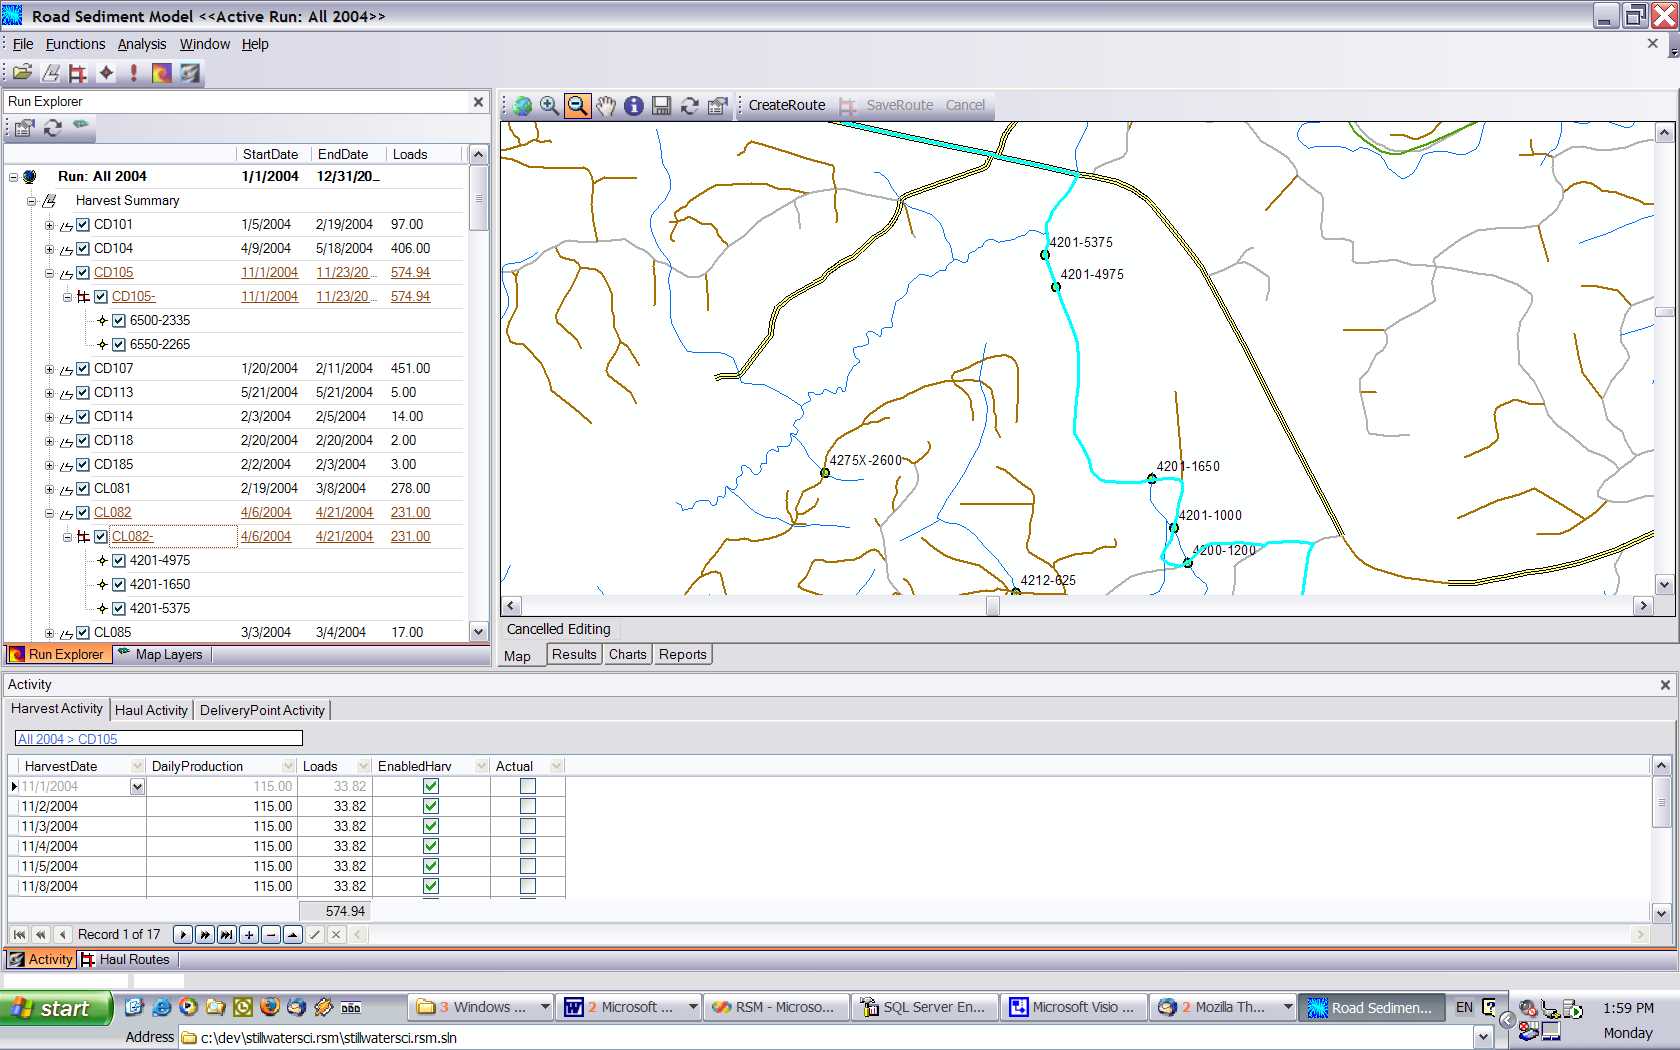 Road Sediment Model <<Active Run: All 2004>>
File Functions Analysis Window Help
Run Explorer
StartDate EndDate Loads
Run: All 2004 1/1/2004 12/31/20...
Harvest Summary
CD101 1/5/2004 2/19/2004 97.00
CD104 4/9/2004 5/18/2004 406.00
CD105 11/1/2004 11/23/20... 574.94
CD105- 11/1/2004 11/23/20... 574.94
6500-2335
6550-2265
CD107 1/20/2004 2/11/2004 451.00
CD113 5/21/2004 5/21/2004 5.00
CD114 2/3/2004 2/5/2004 14.00
CD118 2/20/2004 2/20/2004 2.00
CD185 2/2/2004 2/3/2004 3.00
CL081 2/19/2004 3/8/2004 278.00
CL082 4/6/2004 4/21/2004 231.00
CL082- 4/6/2004 4/21/2004 231.00
4201-4975
4201-1650
4201-5375
CL085 3/3/2004 3/4/2004 17.00
Run Explorer Map Layers
CreateRoute SaveRoute Cancel
4201-5375
4201-4975
4275X-2600
4201-1650
4201-1000
4200-1200
4212-625
Cancelled Editing
Map Results Charts Reports
Activity
Harvest Activity Haul Activity DeliveryPoint Activity
All 2004 > CD105
HarvestDate DailyProduction Loads EnabledHarv Actual
11/1/2004 115.00 33.82
11/2/2004 115.00 33.82
11/3/2004 115.00 33.82
11/4/2004 115.00 33.82
11/5/2004 115.00 33.82
11/8/2004 115.00 33.82
574.94
Record 1 of 17
Activity Haul Routes
start 3 Windows ... 2 Microsoft ... RSM - Microso... SQL Server En... Microsoft Visio ... 2 Mozilla Th... Road Sedimen... EN 1:59 PM
Address c:\dev\stillwatersci.rsm\stillwatersci.rsm.sln Monday